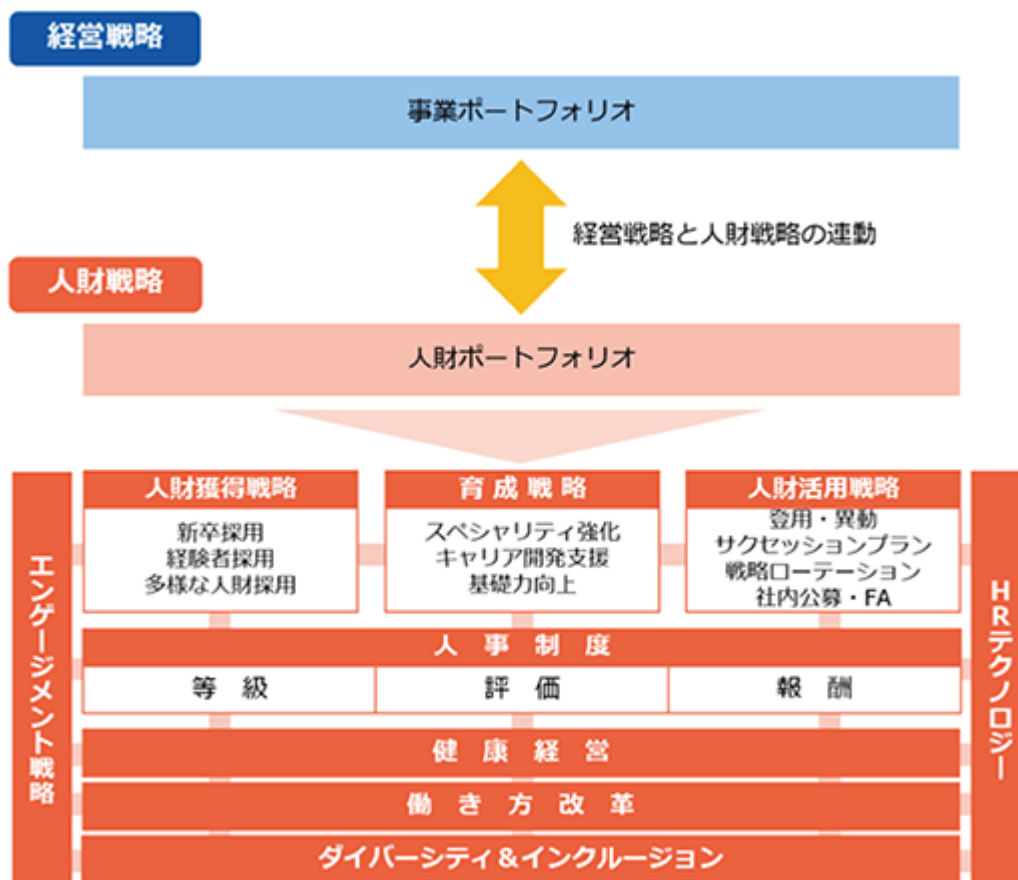 経営戦略
事業ポートフォリオ
経営戦略と人財戦略の連動
人財戦略
人財ポートフォリオ
エンゲージメント戦略
人財獲得戦略
新卒採用
経験者採用
多様な人財採用
育成戦略
スペシャリティ強化
キャリア開発支援
基礎力向上
人財活用戦略
登用・異動
サクセッションプラン
戦略ローテーション
社内公募・FA
人事制度
等級
評価
報酬
健康経営
働き方改革
ダイバーシティ&インクルージョン
HRテクノロジー